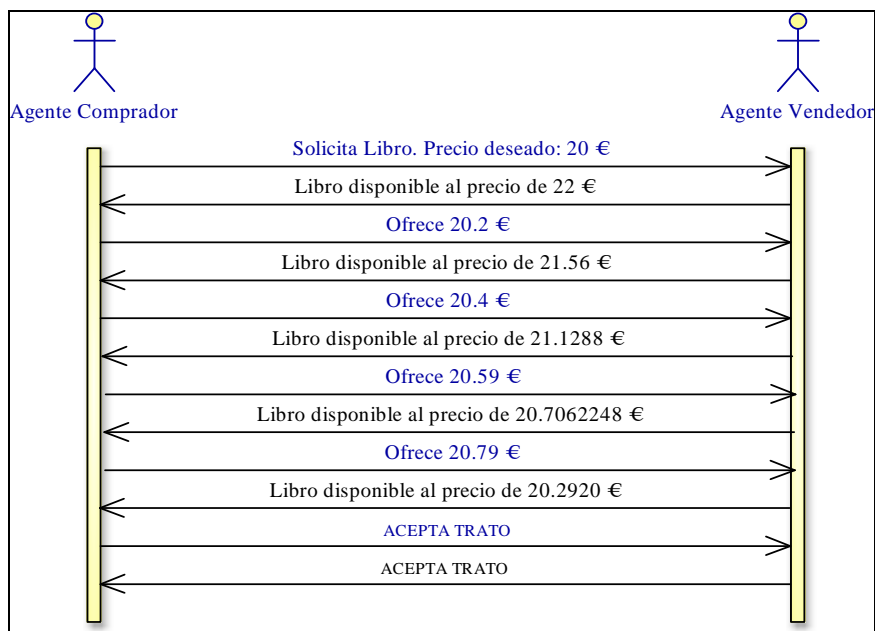 Agente Comprador
Agente Vendedor
Solicita Libro. Precio deseado: 20 €
Libro disponible al precio de 22 €
Ofrece 20.2 €
Libro disponible al precio de 21.56 €
Ofrece 20.4 €
Libro disponible al precio de 21.1288 €
Ofrece 20.59 €
Libro disponible al precio de 20.7062248 €
Ofrece 20.79 €
Libro disponible al precio de 20.2920 €
ACEPTA TRATO
ACEPTA TRATO